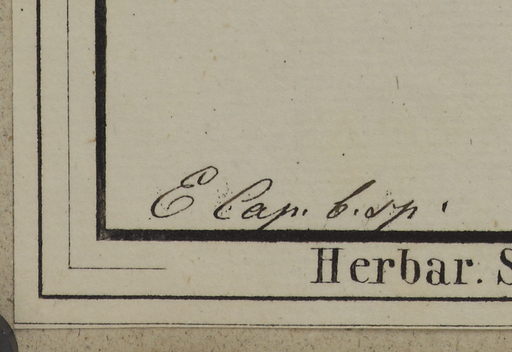 E Cap. b. sp.
Herbar. S